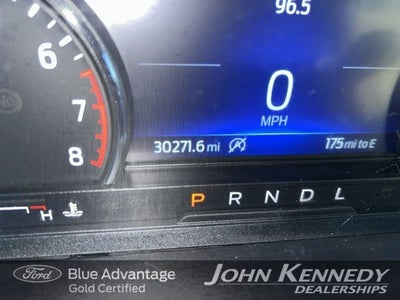 96.5
6
7
8
0
MPH
30271.6 mi 175 mi to E
H
P R N D L
Ford Blue Advantage
Gold Certified
JOHN KENNEDY
DEALERSHIPS